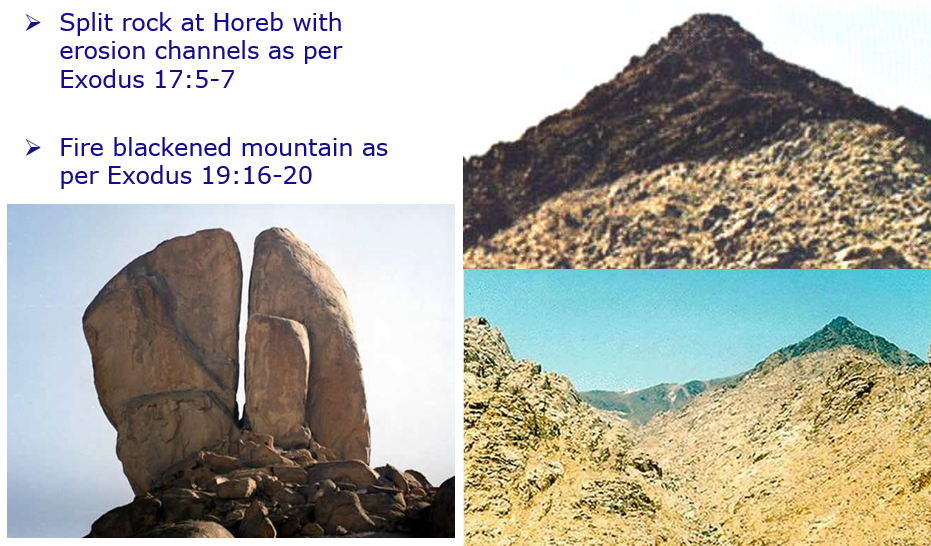 ➢ Split rock at Horeb with
erosion channels as per
Exodus 17:5-7
➢ Fire blackened mountain as
per Exodus 19:16-20